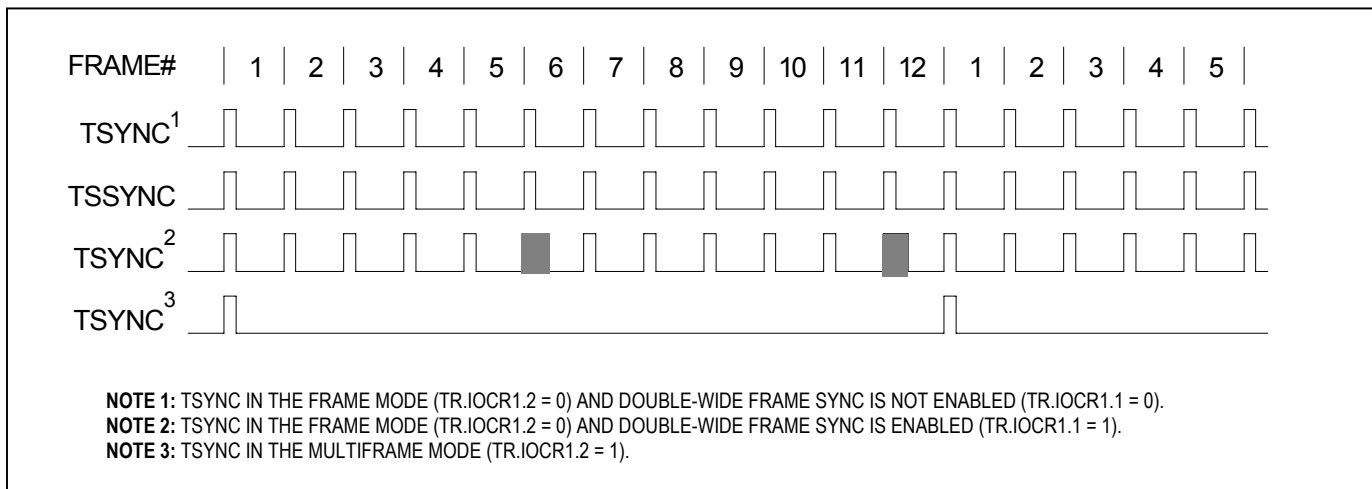 FRAME# 1 2 3 4 5 6 7 8 9 10 11 12 1 2 3 4 5
TSYNC1
TSSYNC
TSYNC2
TSYNC3
NOTE 1: TSYNC IN THE FRAME MODE (TR.IOCR1.2 = 0) AND DOUBLE-WIDE FRAME SYNC IS NOT ENABLED (TR.IOCR1.1 = 0).
NOTE 2: TSYNC IN THE FRAME MODE (TR.IOCR1.2 = 0) AND DOUBLE-WIDE FRAME SYNC IS ENABLED (TR.IOCR1.1 = 1).
NOTE 3: TSYNC IN THE MULTIFRAME MODE (TR.IOCR1.2 = 1).